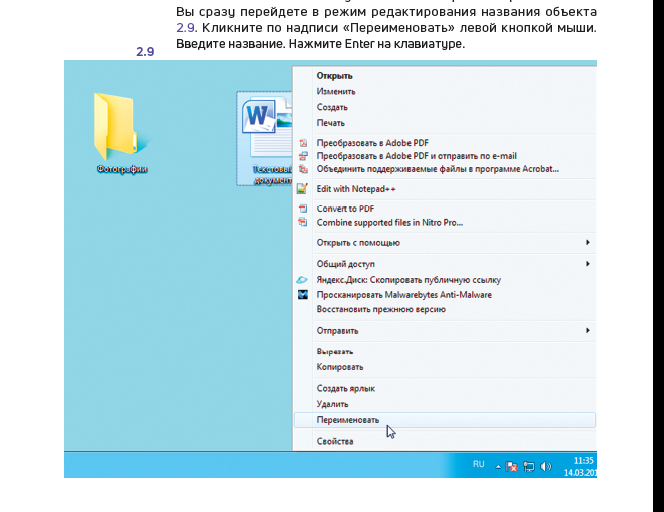 Вы сразу перейдете в режим редактирования названия объекта
2.9. Кликните по надписи «Переименовать» левой кнопкой мыши.
2.9
Введите название. Нажмите Enter на клавиатуре.
Открыть
Изменить
Создать
Печать
Преобразовать в Adobe PDF
Преобразовать в Adobe PDF и отправить по e-mail
Объединить поддерживаемые файлы в программе Acrobat...
Edit with Notepad++
Convert to PDF
Combine supported files in Nitro Pro...
Открыть с помощью
Общий доступ
Яндекс.Диск: Скопировать публичную ссылку
Просканировать Malwarebytes Anti-Malware
Восстановить прежнюю версию
Отправить
Вырезать
Копировать
Создать ярлык
Удалить
Переименовать
Свойства
Фотографии
W
Текстовый
документ
RU
11:35
14.03.201